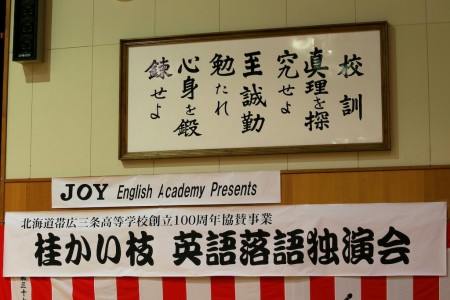 校訓
真理を探
究せよ
至誠勤
勉たれ
心身を鍛
錬せよ
JOY English Academy Presents
北海道帯広三条高等学校創立100周年協賛事業
桂かい枝 英語落語独演会